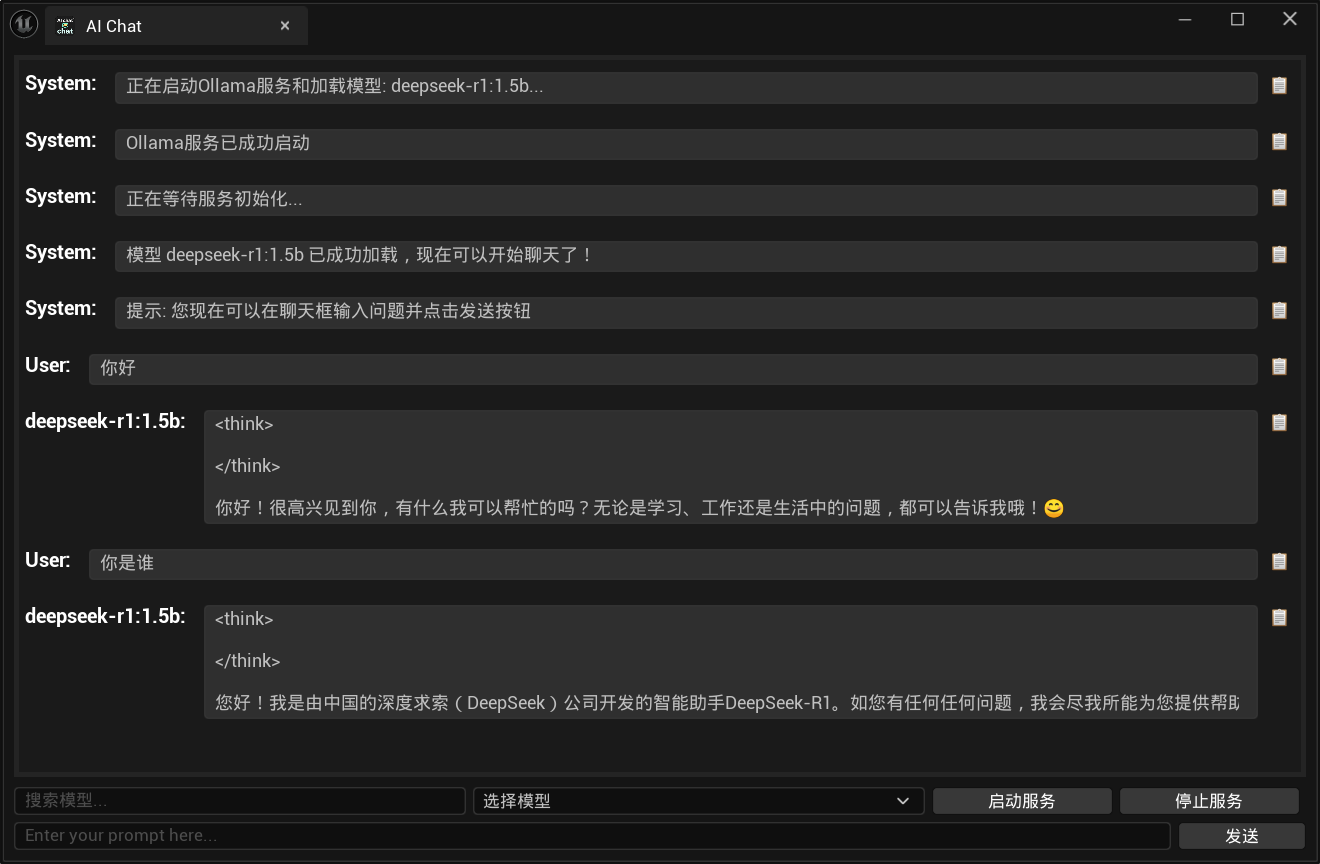 AI Chat
System: 正在启动Ollama服务和加载模型: deepseek-r1:1.5b...
System: Ollama服务已成功启动
System: 正在等待服务初始化...
System: 模型 deepseek-r1:1.5b 已成功加载，现在可以开始聊天了！
System: 提示: 您现在可以在聊天框输入问题并点击发送按钮
User: 你好
deepseek-r1:1.5b: <think>
</think>
你好！很高兴见到你，有什么我可以帮忙的吗？无论是学习、工作还是生活中的问题，都可以告诉我哦！😊
User: 你是谁
deepseek-r1:1.5b: <think>
</think>
您好！我是由中国的深度求索（DeepSeek）公司开发的智能助手DeepSeek-R1。如您有任何任何问题，我会尽我所能为您提供帮助
搜索模型... 选择模型 启动服务 停止服务
Enter your prompt here... 发送